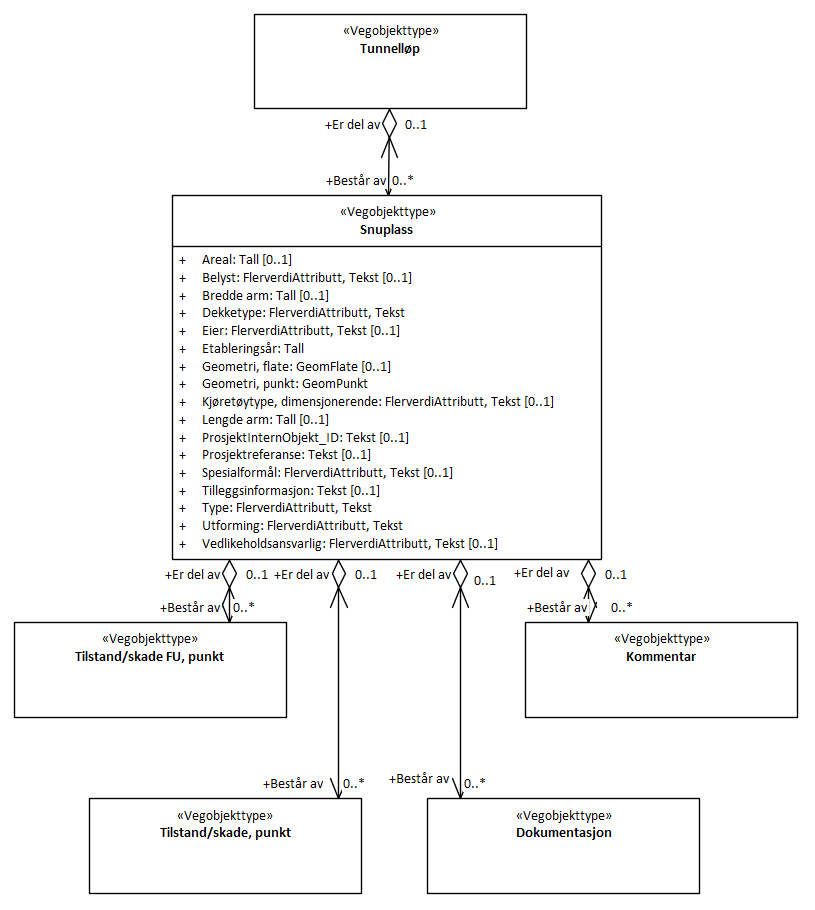 «Vegobjekttype»
Tunnelløp
+Er del av 0..1
+Består av 0..*
«Vegobjekttype»
Snuplass
+ Areal: Tall [0..1]
+ Belyst: FlerverdiAttributt, Tekst [0..1]
+ Bredde arm: Tall [0..1]
+ Dekketype: FlerverdiAttributt, Tekst
+ Eier: FlerverdiAttributt, Tekst [0..1]
+ Etableringsår: Tall
+ Geometri, flate: GeomFlate [0..1]
+ Geometri, punkt: GeomPunkt
+ Kjøretøytype, dimensjonerende: FlerverdiAttributt, Tekst [0..1]
+ Lengde arm: Tall [0..1]
+ ProsjektInternObjekt_ID: Tekst [0..1]
+ Prosjektreferanse: Tekst [0..1]
+ Spesialformål: FlerverdiAttributt, Tekst [0..1]
+ Tilleggsinformasjon: Tekst [0..1]
+ Type: FlerverdiAttributt, Tekst
+ Utforming: FlerverdiAttributt, Tekst
+ Vedlikeholdsansvarlig: FlerverdiAttributt, Tekst [0..1]
+Er del av 0..1 +Er del av 0..1 +Er del av 0..1 +Er del av 0..1
+Består av 0..* +Består av 0..*
«Vegobjekttype» «Vegobjekttype»
Tilstand/skade FU, punkt Kommentar
+Består av 0..* +Består av 0..*
«Vegobjekttype» «Vegobjekttype»
Tilstand/skade, punkt Dokumentasjon